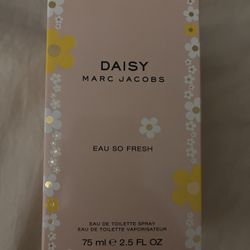 DAISY
MARC JACOBS
EAU SO FRESH
EAU DE TOILETTE SPRAY
EAU DE TOILETTE VAPORISATEUR
75 ml ℮ 2.5 FL OZ